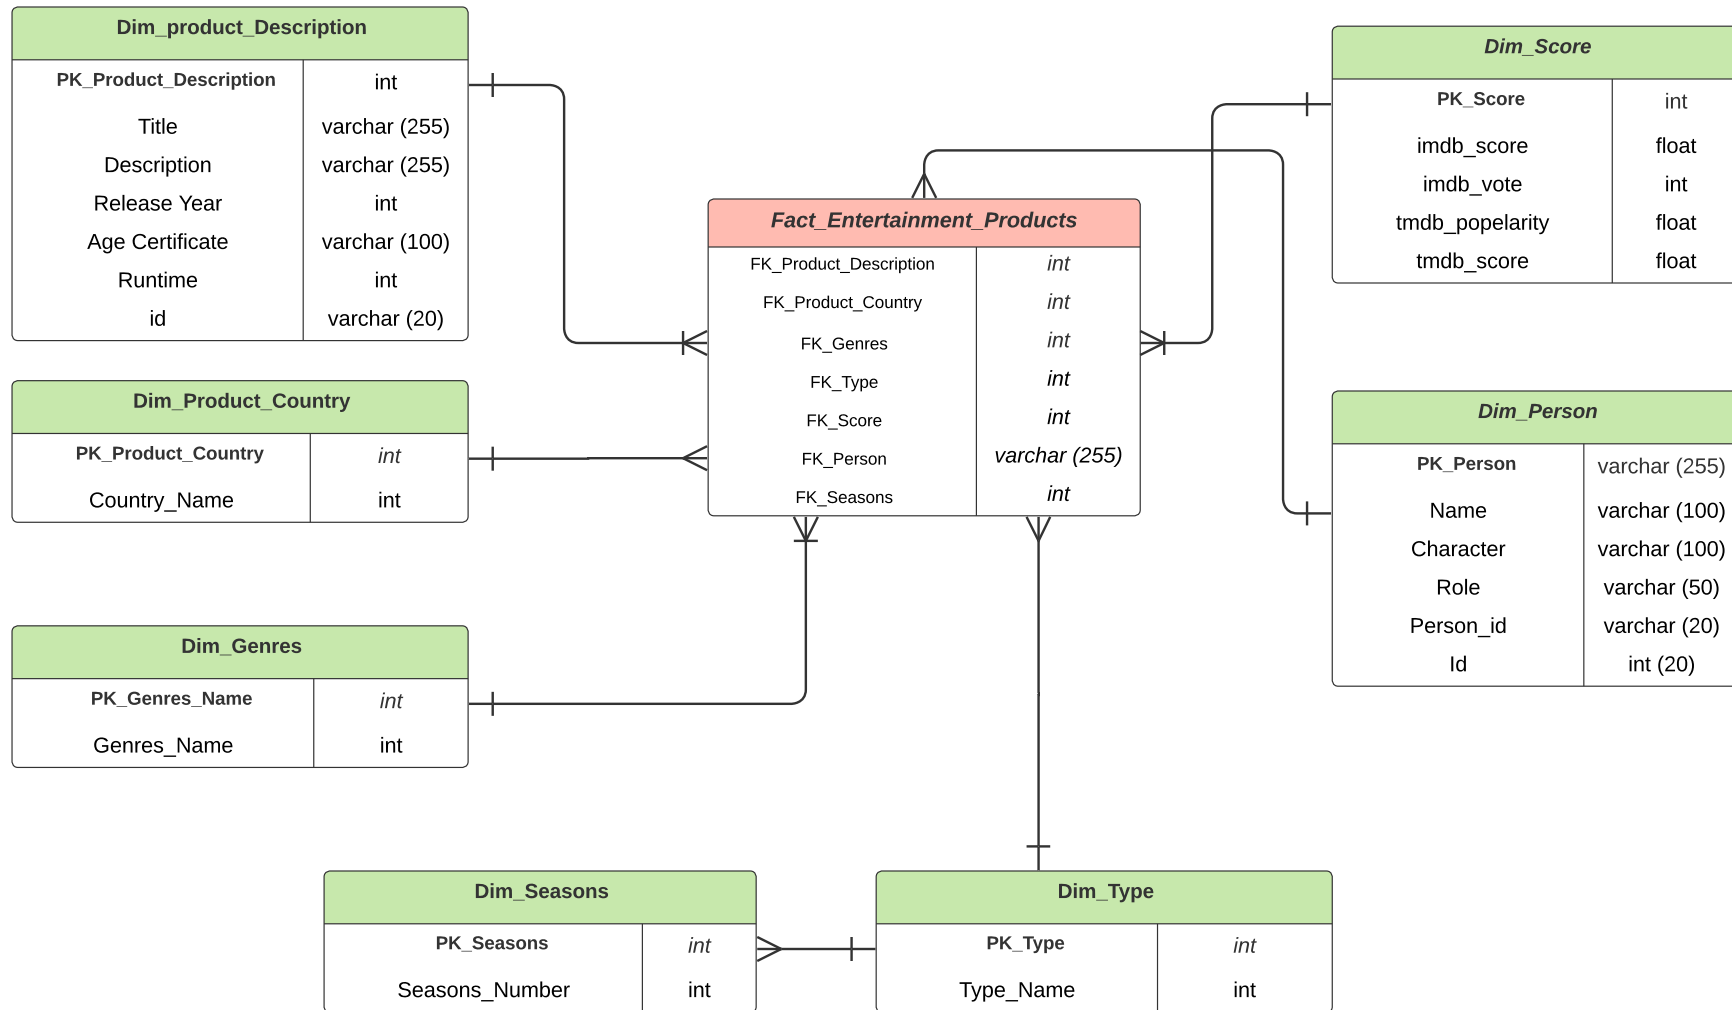 Dim_product_Description
PK_Product_Description int
Title varchar (255)
Description varchar (255)
Release Year int
Age Certificate varchar (100)
Runtime int
id varchar (20)
Dim_Score
PK_Score int
imdb_score float
imdb_vote int
tmdb_popelarity float
tmdb_score float
Fact_Entertainment_Products
FK_Product_Description int
FK_Product_Country int
FK_Genres int
FK_Type int
FK_Score int
FK_Person varchar (255)
FK_Seasons int
Dim_Product_Country
PK_Product_Country int
Country_Name int
Dim_Person
PK_Person varchar (255)
Name varchar (100)
Character varchar (100)
Role varchar (50)
Person_id varchar (20)
Id int (20)
Dim_Genres
PK_Genres_Name int
Genres_Name int
Dim_Seasons
PK_Seasons int
Seasons_Number int
Dim_Type
PK_Type int
Type_Name int